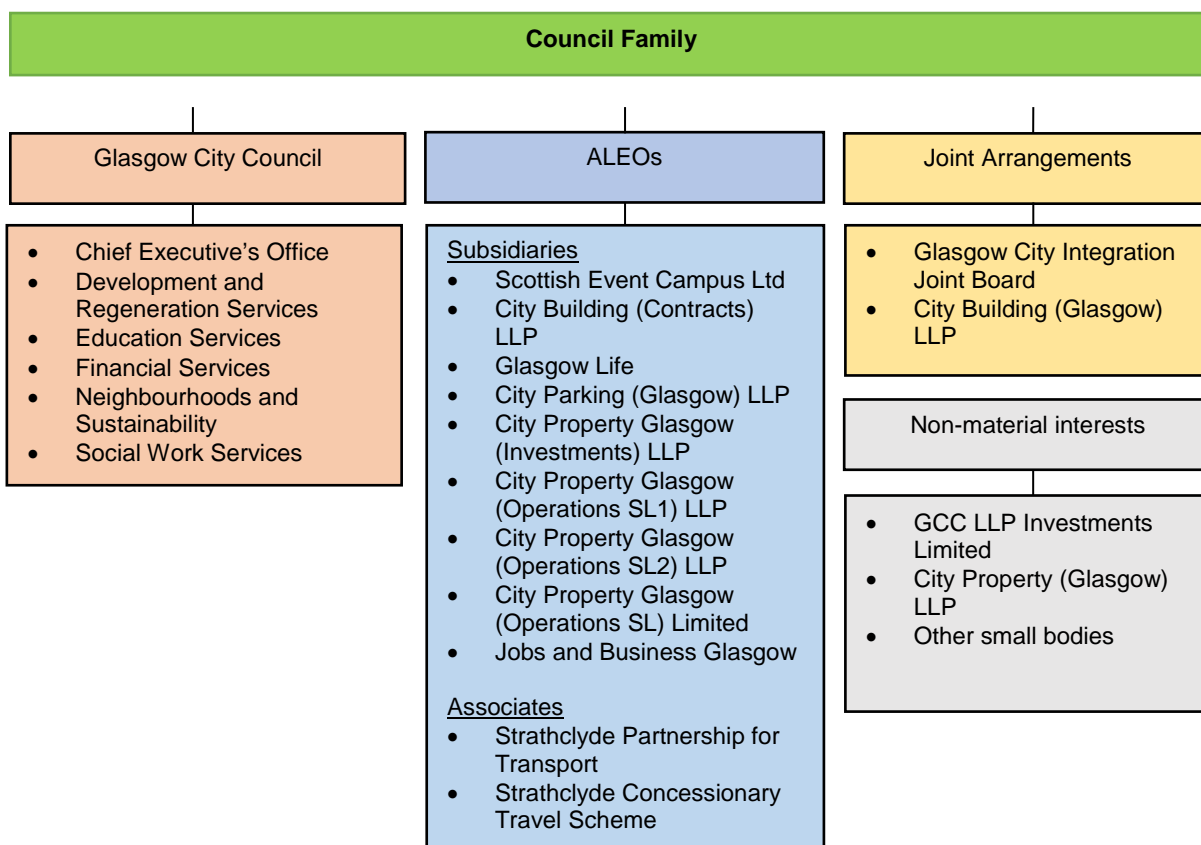 Council Family
Glasgow City Council
• Chief Executive’s Office
• Development and
Regeneration Services
• Education Services
• Financial Services
• Neighbourhoods and
Sustainability
• Social Work Services
ALEOs
Subsidiaries
• Scottish Event Campus Ltd
• City Building (Contracts)
LLP
• Glasgow Life
• City Parking (Glasgow) LLP
• City Property Glasgow
(Investments) LLP
• City Property Glasgow
(Operations SL1) LLP
• City Property Glasgow
(Operations SL2) LLP
• City Property Glasgow
(Operations SL) Limited
• Jobs and Business Glasgow
Associates
• Strathclyde Partnership for
Transport
• Strathclyde Concessionary
Travel Scheme
Joint Arrangements
• Glasgow City Integration
Joint Board
• City Building (Glasgow)
LLP
Non-material interests
• GCC LLP Investments
Limited
• City Property (Glasgow)
LLP
• Other small bodies